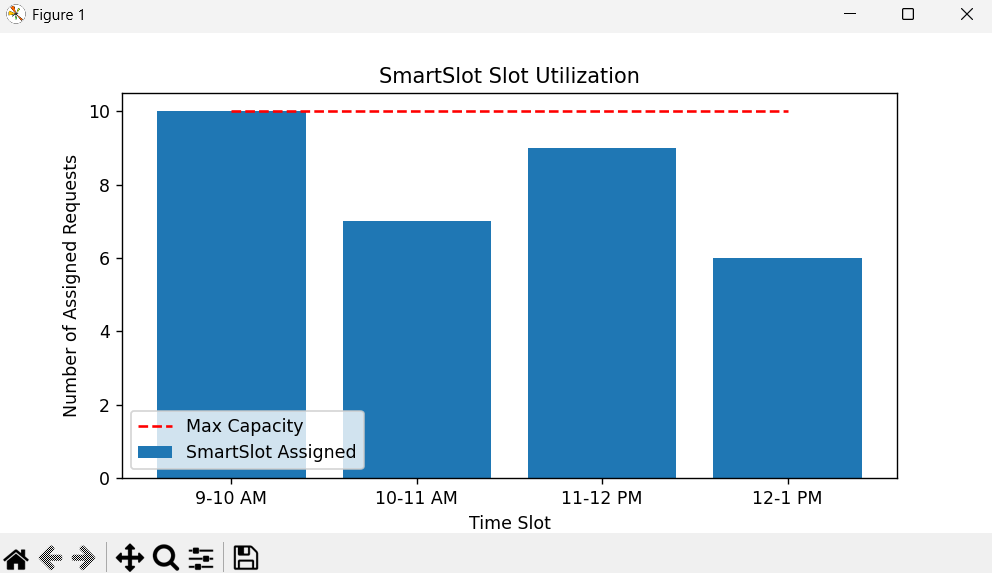 Figure 1
SmartSlot Slot Utilization
Number of Assigned Requests
10
8
6
4
2
0
Max Capacity
SmartSlot Assigned
9-10 AM 10-11 AM 11-12 PM 12-1 PM
Time Slot